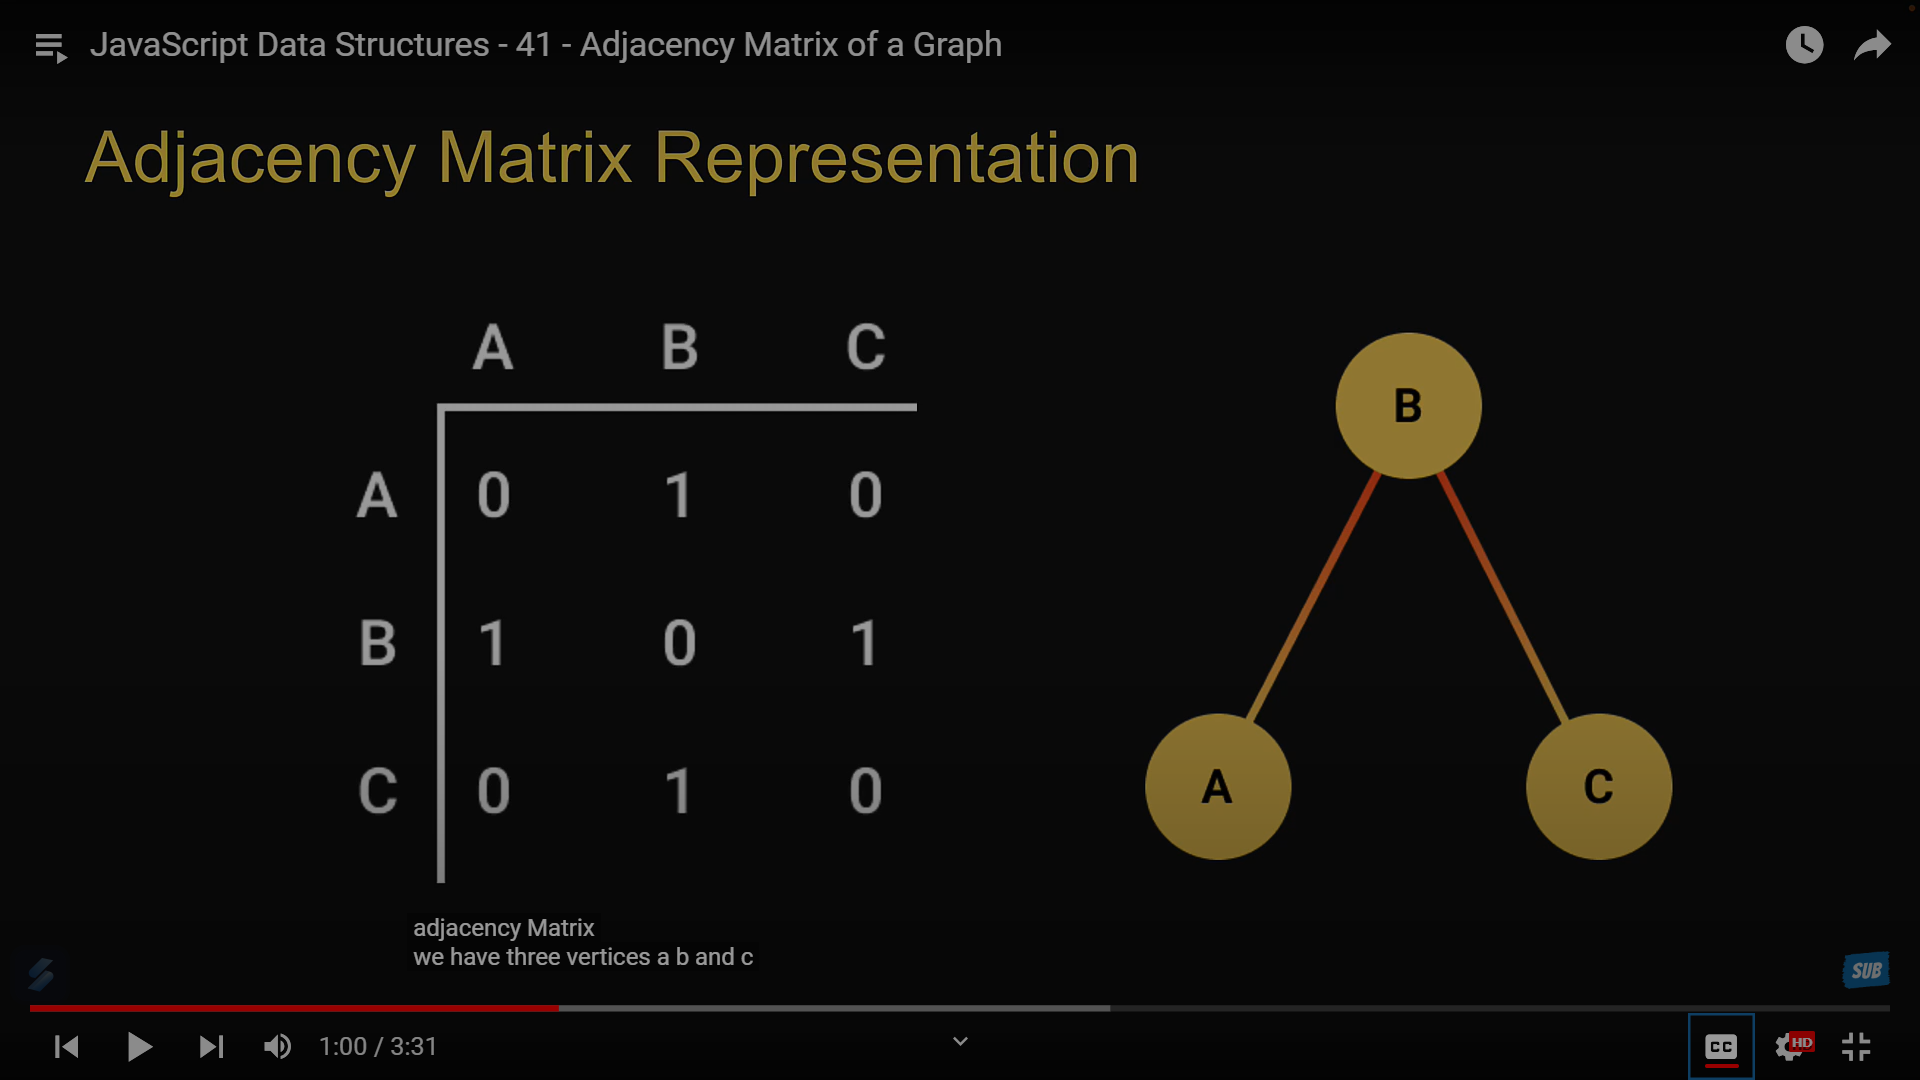 JavaScript Data Structures - 41 - Adjacency Matrix of a Graph
Adjacency Matrix Representation
A B C
A 0 1 0
B 1 0 1
C 0 1 0
B
A C
adjacency Matrix
we have three vertices a b and c
SUB
1:00 / 3:31
CC HD